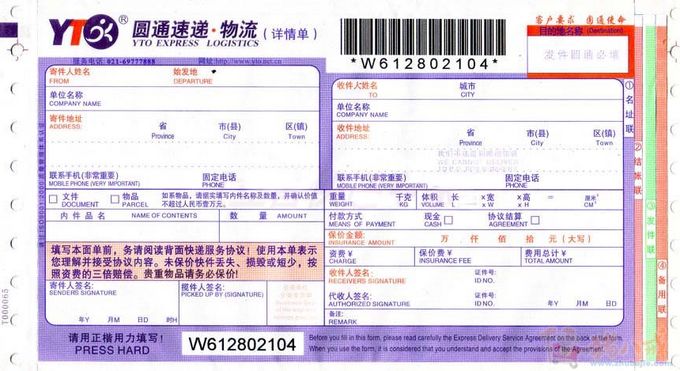 YTO ® 圆通速递·物流 (详情单)
YTO EXPRESS LOGISTICS
服务电话:021-69777888 网址:http://www.yto.net.cn
*W612802104*
客户要求 圆通使命
目的地名称(Destination)
发件圆通必填
寄件人姓名 始发地
FROM DEPARTURE
单位名称
COMPANY NAME
寄件地址
ADDRESS:
省 市(县) 区(镇)
Province City Town
联系手机(非常重要) 固定电话
MOBILE PHONE (VERY IMPORTANT) PHONE
收件人姓名 城市
TO CITY
单位名称
COMPANY NAME
收件地址
ADDRESS:
省 市(县) 区(镇)
Province City Town
联系手机(非常重要) 固定电话
MOBILE PHONE(VERY IMPORTANT) PHONE
文件 物品 如系物品,请据实填写内件名称及数量,并确认价值
DOCUMENT PARCEL 不超过人民币壹万元。
内件品名 NAME OF CONTENTS 数量 AMOUNT
重量 千克 体积 长 ×宽 ×高 = 厘米³
WEIGHT KG VOLUME L ×W ×H CM³
付款方式 现金 协议结算
MEANS OF PAYMENT CASH AGREEMENT
保价金额: 万 仟 佰 拾 元(大写)
INSURANCE AMOUNT
资费 ¥ 保价费 ¥ 费用总计 ¥
CHARGE INSURANCE FEE TOTAL AMOUNT
填写本面单前,务请阅读背面快递服务协议!使用本单表示
您理解并接受协议内容。未保价快件丢失、损毁或短少,按
按资费的三倍赔偿。贵重物品请务必保价!
寄件人签署: 揽件人签署:
SENDERS SIGNATURE PICKED UP BY (SIGNATURE)
年Y 月M 日D 年Y 月M 日D
收件人签署: 证件号:
RECEIVERS SIGNATURE ID NO.
代收人签名: 证件号:
AUTHORIZED SIGNATURE ID NO. 年Y 月M 日D 时H
备注:
REMARK
请用正楷用力填写!
PRESS HARD
W612802104
Before you fill in this form, please read carefully the Express Delivery Service Agreement on the back of the form.
When you use the form, it is considered that you understand and accept the provisions of the Agreement.
①名址联
②结账联
③发件联
④备用联
T000065